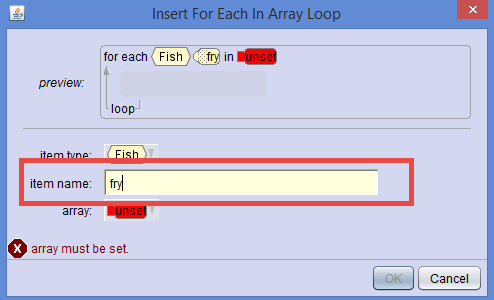 Insert For Each In Array Loop
for each Fish fry in unset
preview:
loop
item type: Fish
item name: fry
array: unset
array must be set.
OK Cancel